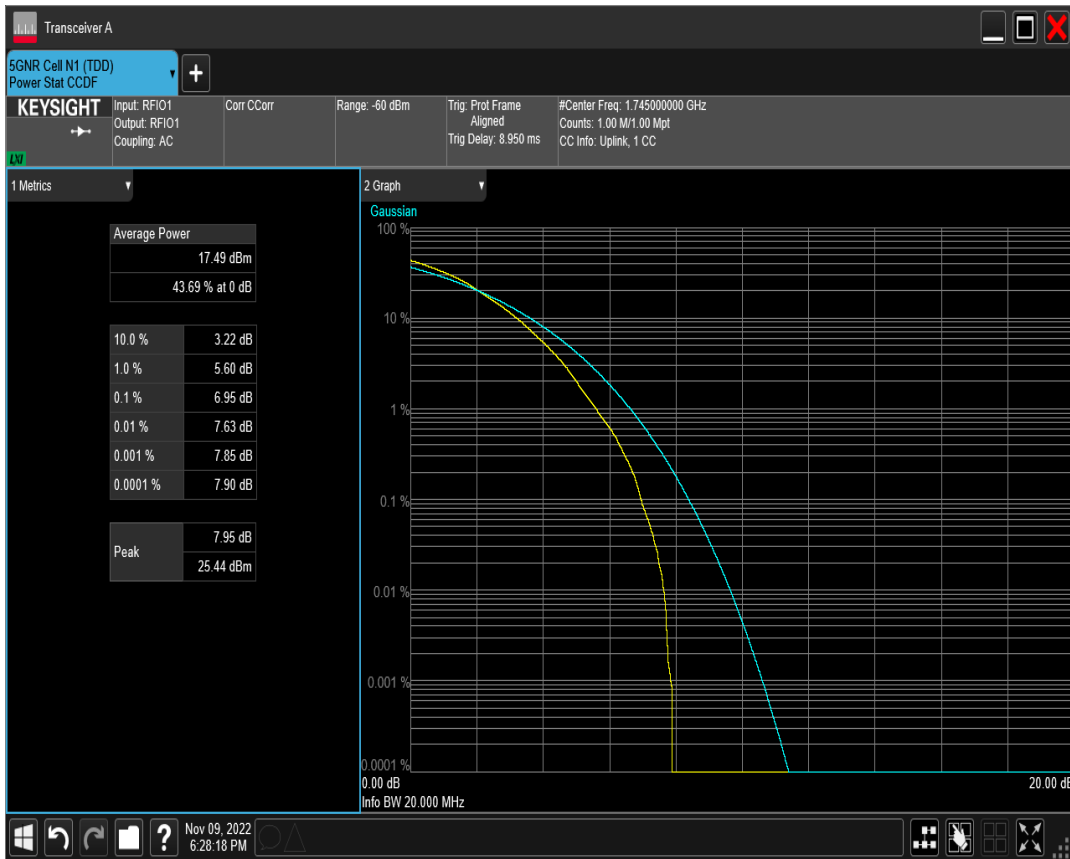 Transceiver A
5GNR Cell N1 (TDD)
Power Stat CCDF
+
KEYSIGHT
LXI
Input: RFIO1
Output: RFIO1
Coupling: AC
Corr CCorr
Range: -60 dBm
Trig: Prot Frame
Aligned
Trig Delay: 8.950 ms
#Center Freq: 1.745000000 GHz
Counts: 1.00 M/1.00 Mpt
CC Info: Uplink, 1 CC
1 Metrics
Average Power
17.49 dBm
43.69 % at 0 dB
10.0 % 3.22 dB
1.0 % 5.60 dB
0.1 % 6.95 dB
0.01 % 7.63 dB
0.001 % 7.85 dB
0.0001 % 7.90 dB
Peak
7.95 dB
25.44 dBm
2 Graph
Gaussian
100 %
10 %
1 %
0.1 %
0.01 %
0.001 %
0.0001 %
0.00 dB 20.00 dB
Info BW 20.000 MHz
?
Nov 09, 2022
6:28:18 PM